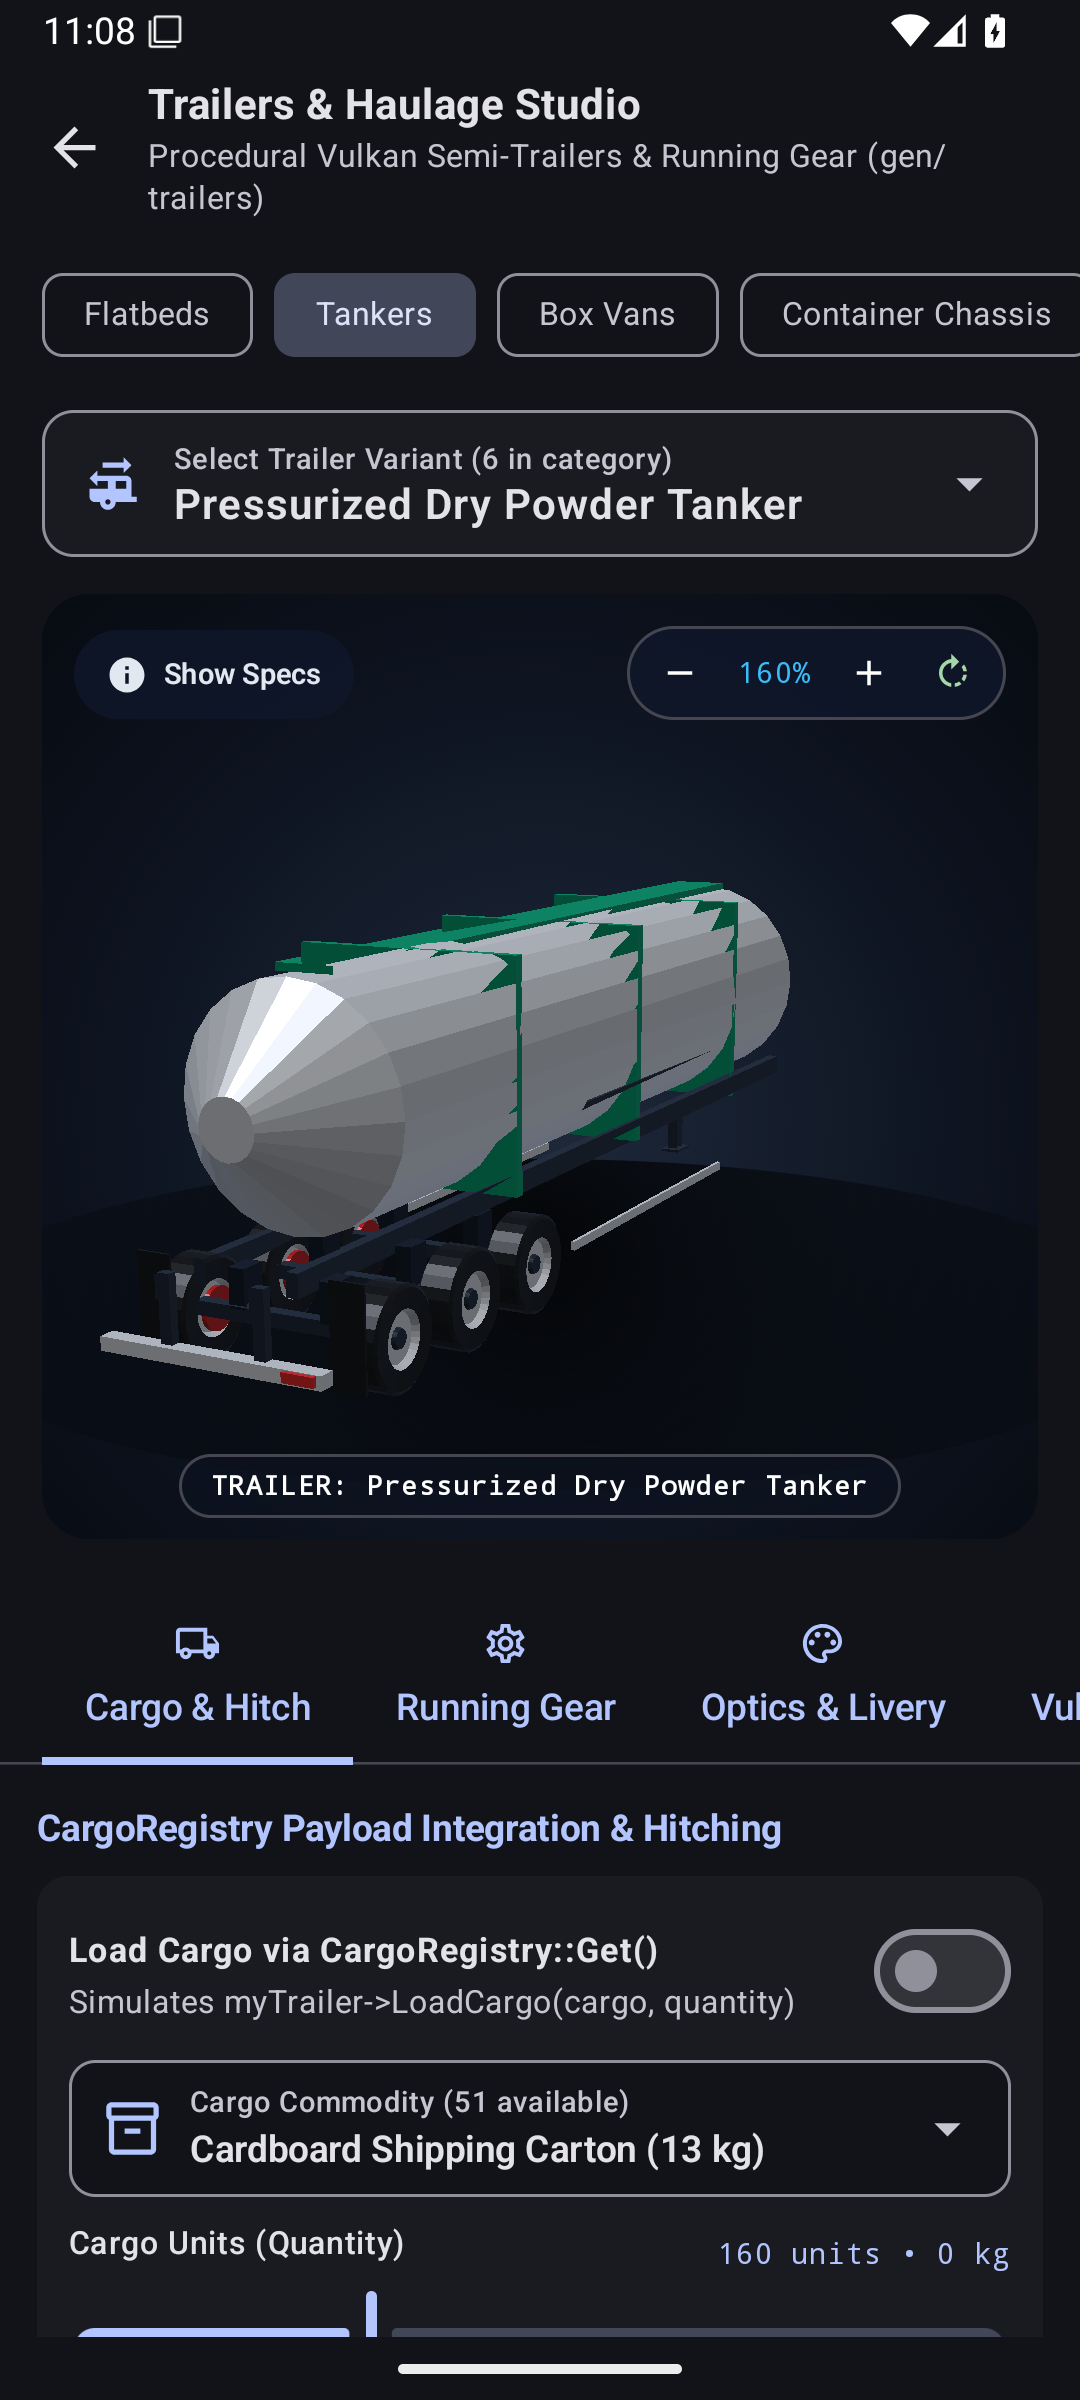 11:08
Trailers & Haulage Studio
Procedural Vulkan Semi-Trailers & Running Gear (gen/
trailers)
Flatbeds
Tankers
Box Vans
Container Chassis
Select Trailer Variant (6 in category)
Pressurized Dry Powder Tanker
Show Specs
160%
TRAILER: Pressurized Dry Powder Tanker
Cargo & Hitch
Running Gear
Optics & Livery
CargoRegistry Payload Integration & Hitching
Load Cargo via CargoRegistry::Get()
Simulates myTrailer->LoadCargo(cargo, quantity)
Cargo Commodity (51 available)
Cardboard Shipping Carton (13 kg)
Cargo Units (Quantity)
160 units • 0 kg